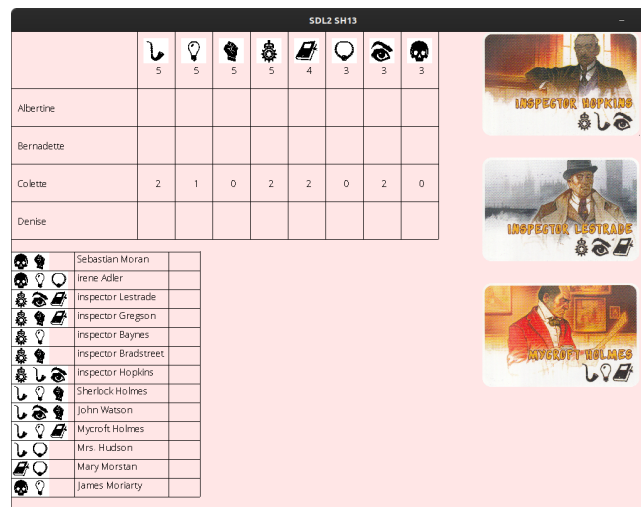 SDL2 SH13
5 5 5 5 4 3 3 3
Albertine
Bernadette
Colette 2 1 0 2 2 0 2 0
Denise
Sebastian Moran
irene Adler
inspector Lestrade
inspector Gregson
inspector Baynes
inspector Bradstreet
inspector Hopkins
Sherlock Holmes
John Watson
Mycroft Holmes
Mrs. Hudson
Mary Morstan
James Moriarty
INSPECTOR HOPKINS
INSPECTOR LESTRADE
MYCROFT HOLMES